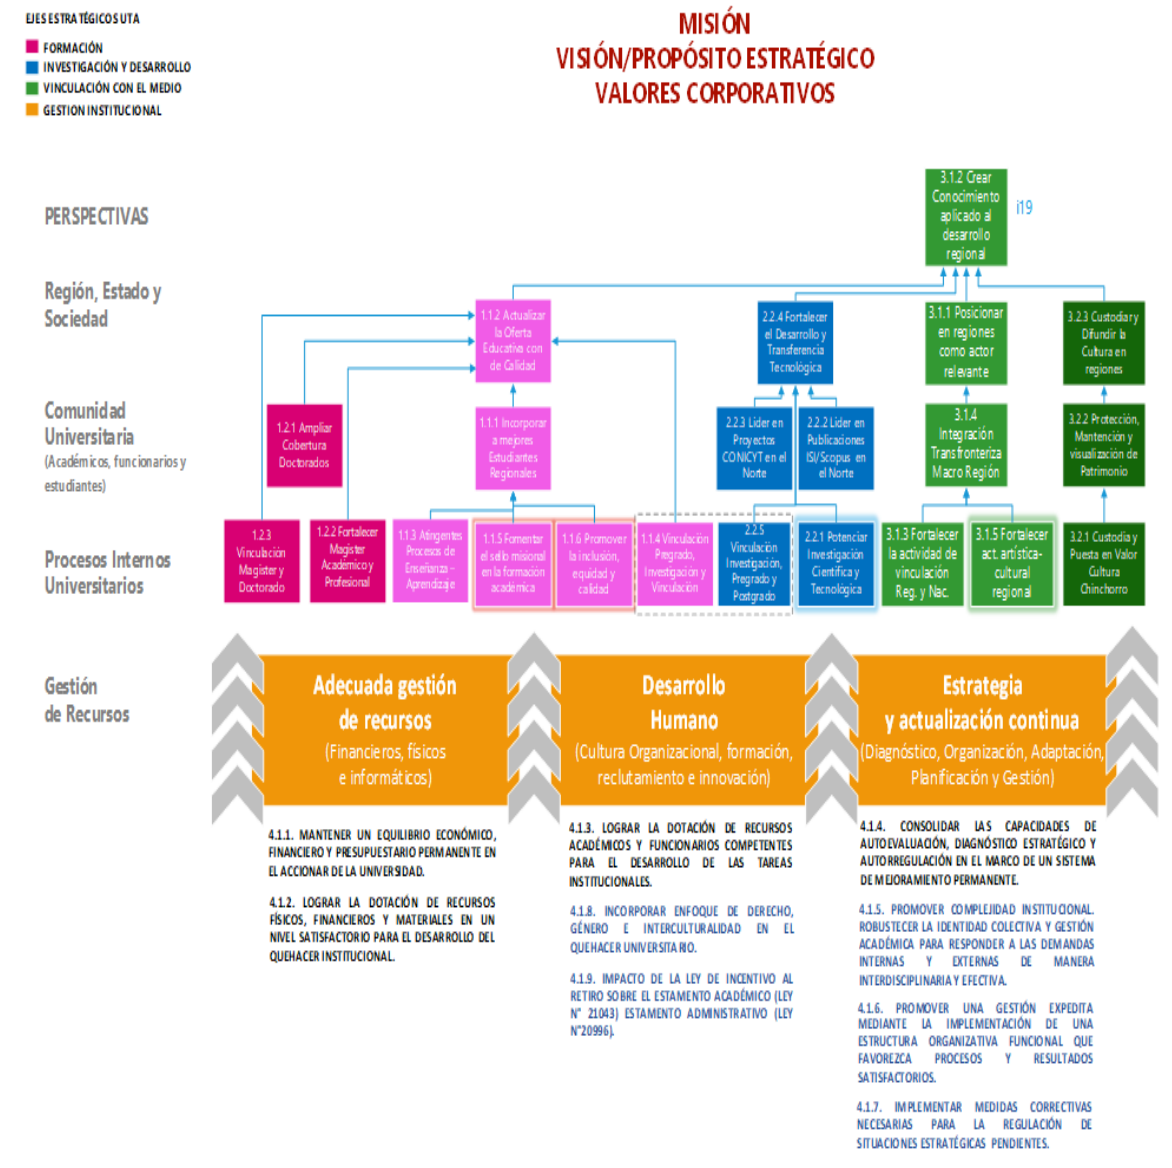 EJES ESTRATÉGICOS UTA
FORMACIÓN
INVESTIGACIÓN Y DESARROLLO
VINCULACIÓN CON EL MEDIO
GESTION INSTITUCIONAL
MISIÓN
VISIÓN/PROPÓSITO ESTRATÉGICO
VALORES CORPORATIVOS
PERSPECTIVAS
3.1.2 Crear
Conocimiento
aplicado al
desarrollo
regional
i19
Región, Estado y
Sociedad
1.1.2 Actualizar
la Oferta
Educativa con
de Calidad
2.2.4 Fortalecer
el Desarrollo y
Transferencia
Tecnológica
3.1.1 Posicionar
en regiones
como actor
relevante
3.2.3 Custodiar y
Difundir la
Cultura en
regiones
Comunidad
Universitaria
(Académicos, funcionarios y
estudiantes)
1.2.1 Ampliar
Cobertura
Doctorados
1.1.1 Incorporar
a mejores
Estudiantes
Regionales
2.2.3 Lider en
Proyectos
CONICYT en el
Norte
2.2.2 Lider en
Publicaciones
ISI/Scopus en
el Norte
3.1.4
Integración
Transfronteriza
Macro Región
3.2.2 Protección,
Mantención y
visualización de
Patrimonio
Procesos Internos
Universitarios
1.2.3
Vinculación
Magister y
Doctorado
1.2.2 Fortalecer
Magister
Académico y
Profesional
1.1.3 Atingentes
Procesos de
Enseñanza –
Aprendizaje
1.1.5 Fomentar
el sello misional
en la formación
académica
1.1.6 Promover
la inclusión,
equidad y
calidad
1.1.4 Vinculación
Pregrado,
Investigación y
Vinculación
2.2.5
Vinculación
Investigación,
Pregrado y
Postgrado
2.2.1 Potenciar
Investigación
Científica y
Tecnológica
3.1.3 Fortalecer
la actividad de
vinculación
Reg. y Nac.
3.1.5 Fortalecer
act. artística-
cultural
regional
3.2.1 Custodia y
Puesta en Valor
Cultura
Chinchorro
Gestión
de Recursos
Adecuada gestión
de recursos
(Financieros, físicos
e informáticos)
Desarrollo
Humano
(Cultura Organizacional, formación,
reclutamiento e innovación)
Estrategia
y actualización continua
(Diagnóstico, Organización, Adaptación,
Planificación y Gestión)
4.1.1. MANTENER UN EQUILIBRIO ECONÓMICO,
FINANCIERO Y PRESUPUESTARIO PERMANENTE EN
EL ACCIONAR DE LA UNIVERSIDAD.
4.1.2. LOGRAR LA DOTACIÓN DE RECURSOS
FÍSICOS, FINANCIEROS Y MATERIALES EN UN
NIVEL SATISFACTORIO PARA EL DESARROLLO DEL
QUEHACER INSTITUCIONAL.
4.1.3. LOGRAR LA DOTACIÓN DE RECURSOS
ACADÉMICOS Y FUNCIONARIOS COMPETENTES
PARA EL DESARROLLO DE LAS TAREAS
INSTITUCIONALES.
4.1.8. INCORPORAR ENFOQUE DE DERECHO,
GÉNERO E INTERCULTURALIDAD EN EL
QUEHACER UNIVERSITARIO.
4.1.9. IMPACTO DE LA LEY DE INCENTIVO AL
RETIRO SOBRE EL ESTAMENTO ACADÉMICO (LEY
N° 21043) ESTAMENTO ADMINISTRATIVO (LEY
N°20996).
4.1.4. CONSOLIDAR LAS CAPACIDADES DE
AUTOEVALUACIÓN, DIAGNÓSTICO ESTRATÉGICO Y
AUTORREGULACIÓN EN EL MARCO DE UN SISTEMA
DE MEJORAMIENTO PERMANENTE.
4.1.5. PROMOVER COMPLEJIDAD INSTITUCIONAL.
ROBUSTECER LA IDENTIDAD COLECTIVA Y GESTIÓN
ACADÉMICA PARA RESPONDER A LAS DEMANDAS
INTERNAS Y EXTERNAS DE MANERA
INTERDISCIPLINARIA Y EFECTIVA.
4.1.6. PROMOVER UNA GESTIÓN EXPEDITA
MEDIANTE LA IMPLEMENTACIÓN DE UNA
ESTRUCTURA ORGANIZATIVA FUNCIONAL QUE
FAVOREZCA PROCESOS Y RESULTADOS
SATISFACTORIOS.
4.1.7. IMPLEMENTAR MEDIDAS CORRECTIVAS
NECESARIAS PARA LA REGULACIÓN DE
SITUACIONES ESTRATÉGICAS PENDIENTES.